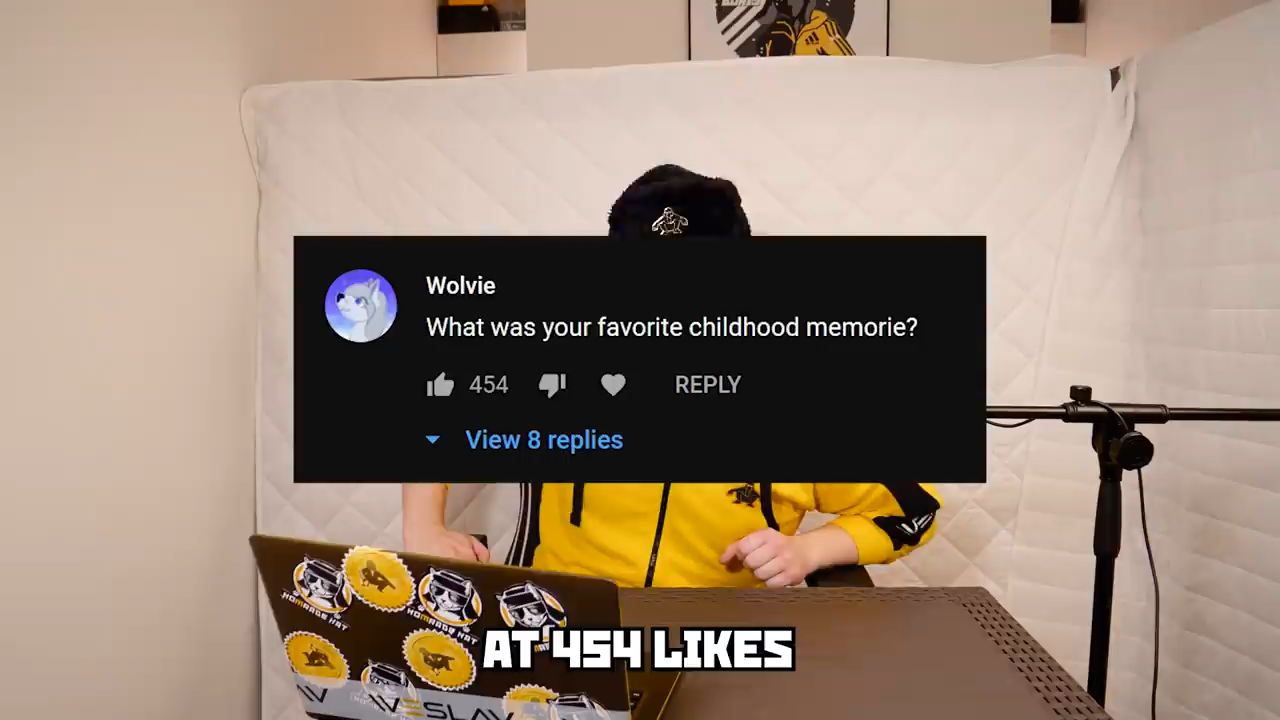 Wolvie
What was your favorite childhood memorie?
454
REPLY
View 8 replies
AT 454 LIKES